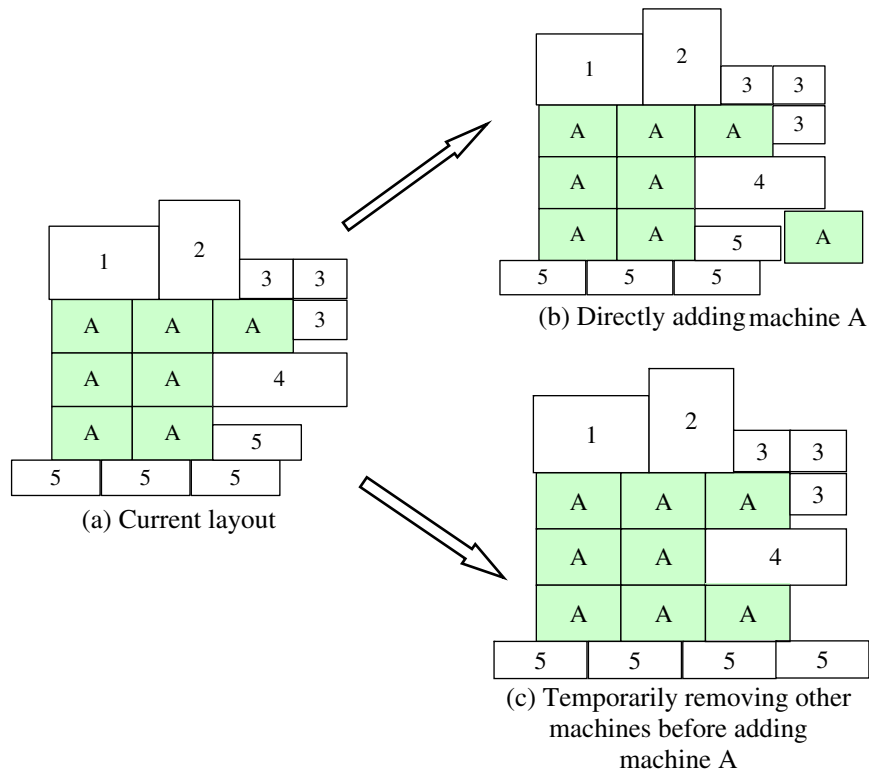 2
1
3 3
A A A 3
A A 4
A A 5 A
5 5 5
(b) Directly adding machine A
2
1
3 3
A A A 3
A A 4
A A 5
5 5 5
(a) Current layout
2
1
3 3
A A A 3
A A 4
A A A
5 5 5 5
(c) Temporarily removing other
machines before adding
machine A